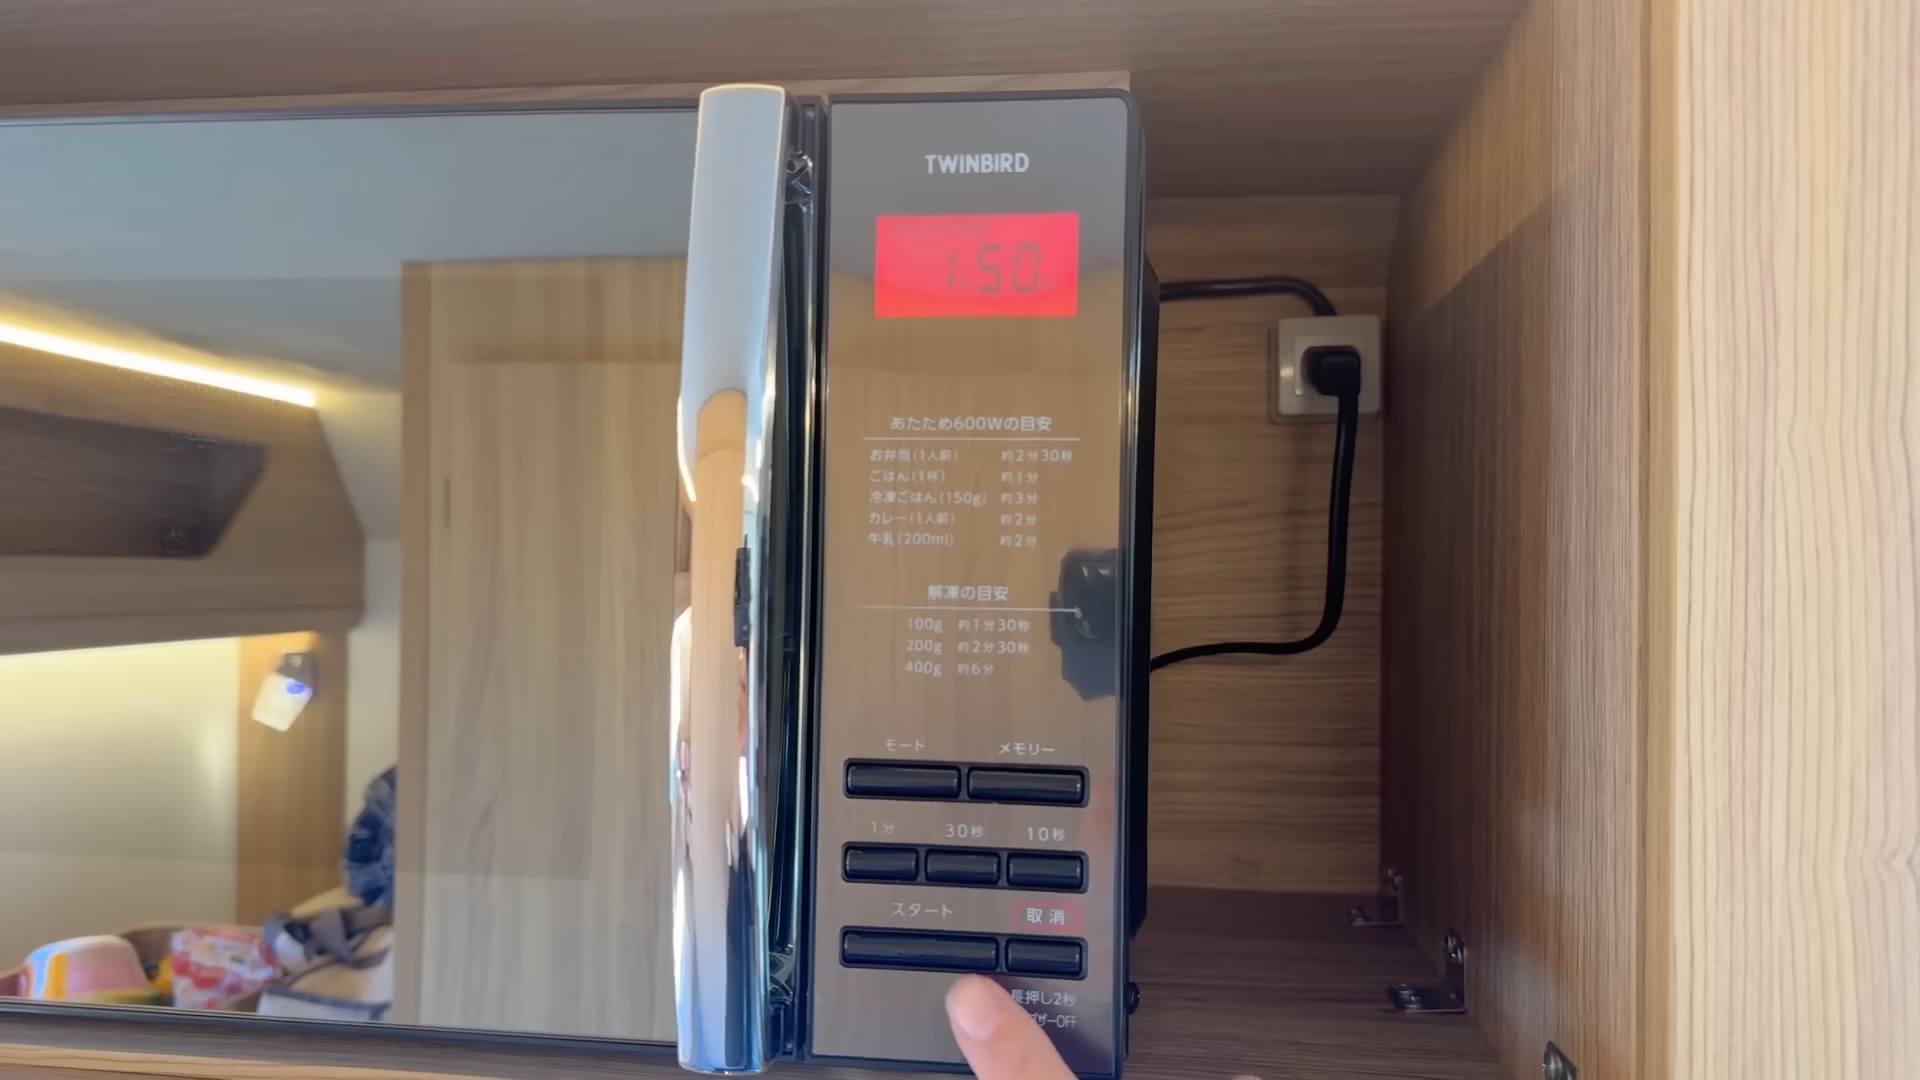 TWINBIRD
1 50
あたため600Wの目安
お弁当(1人前) 約2分30秒
ごはん(1杯) 約1分
冷凍ごはん(150g) 約3分
カレー(1人前) 約2分
牛乳(200ml) 約2分
解凍の目安
100g 約1分30秒
200g 約2分30秒
400g 約6分
モード メモリー
1分 30秒 10秒
スタート 取消
長押し2秒
ブザーOFF